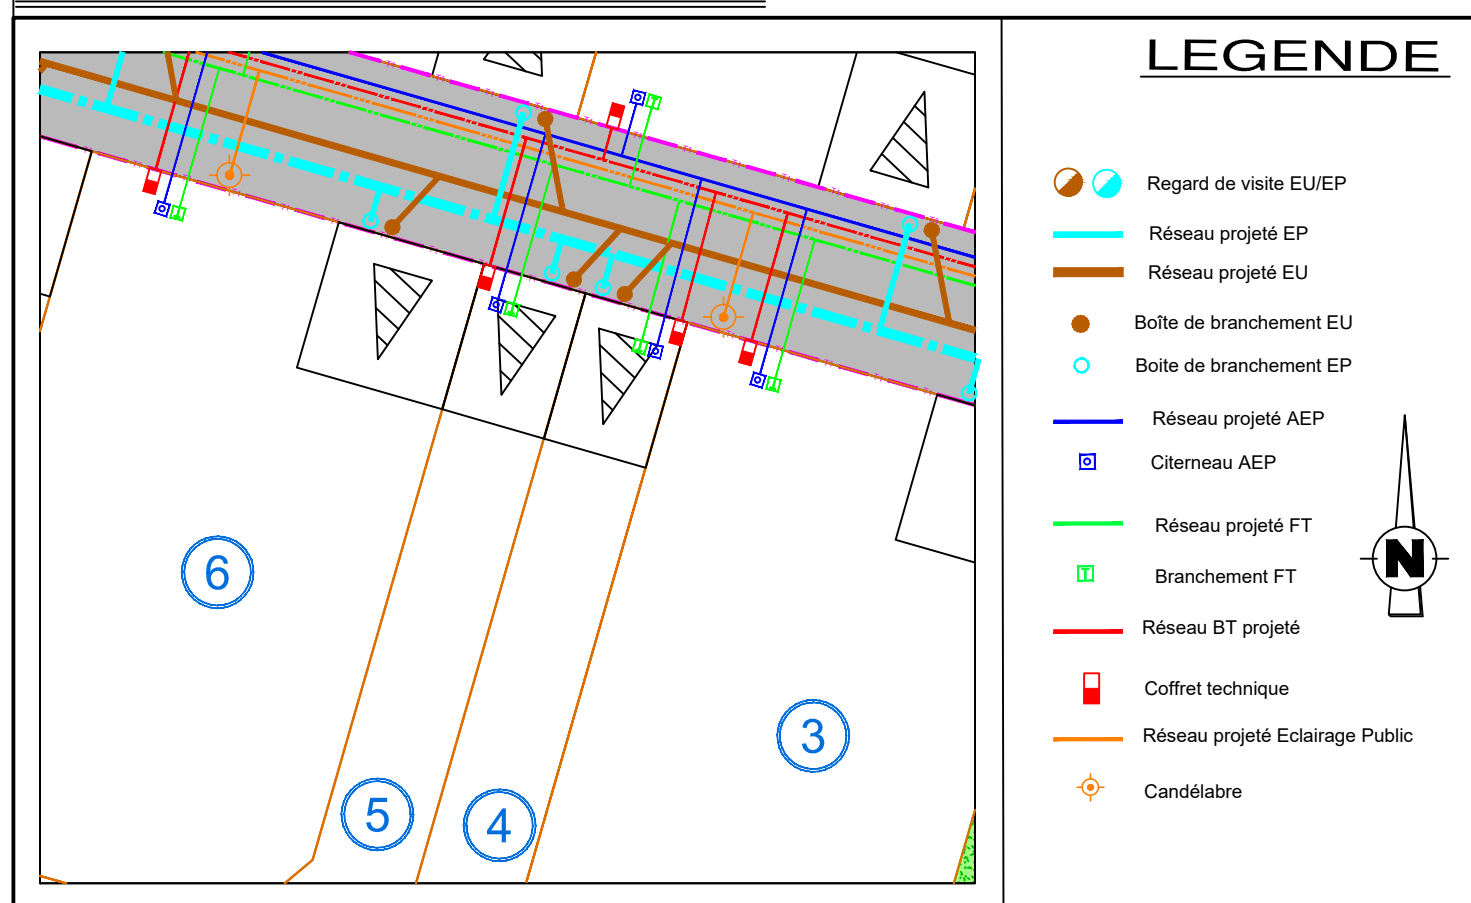 LEGENDE
Regard de visite EU/EP
Réseau projeté EP
Réseau projeté EU
Boîte de branchement EU
Boite de branchement EP
Réseau projeté AEP
Citerneau AEP
Réseau projeté FT
Branchement FT
Réseau BT projeté
Coffret technique
Réseau projeté Eclairage Public
Candélabre
N
6
3
5
4